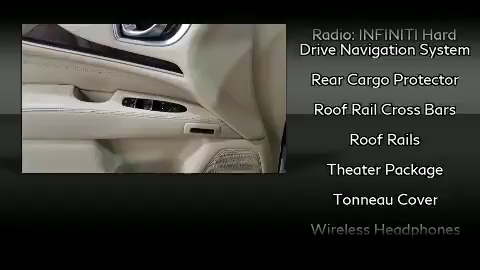 Radio: INFINITI Hard
Drive Navigation System
Rear Cargo Protector
Roof Rail Cross Bars
Roof Rails
Theater Package
Tonneau Cover
Wireless Headphones